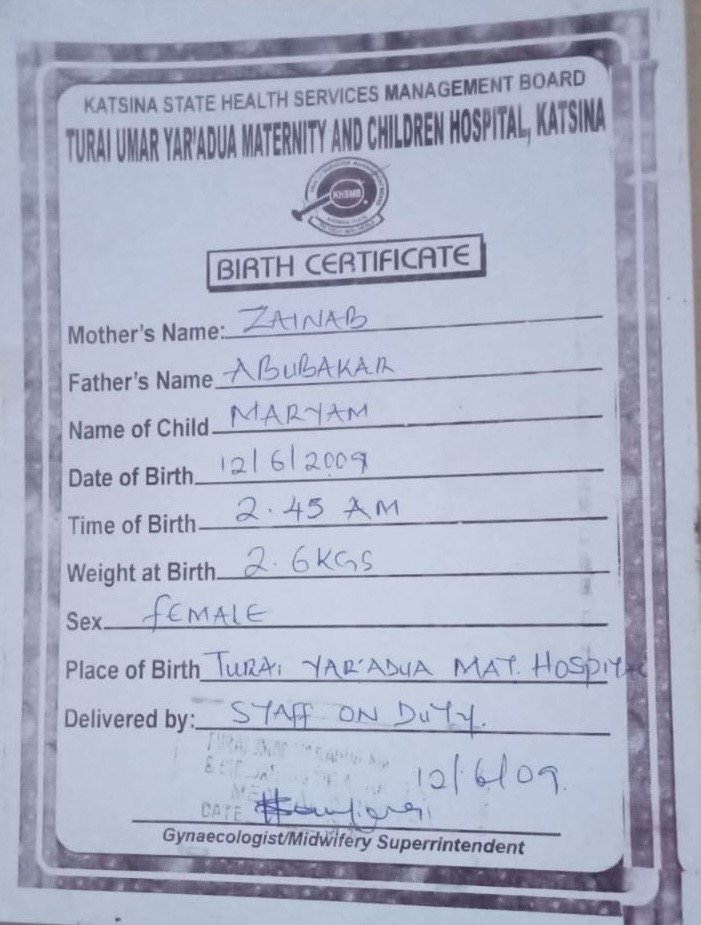 KATSINA STATE HEALTH SERVICES MANAGEMENT BOARD
TURAI UMAR YAR'ADUA MATERNITY AND CHILDREN HOSPITAL, KATSINA
KHSMB
BIRTH CERTIFICATE
Mother's Name: ZAINAB
Father's Name ABUBAKAR
Name of Child MARYAM
Date of Birth 12/6/2009
Time of Birth 2.45 AM
Weight at Birth 2.6KGS
Sex FEMALE
Place of Birth TURAI YAR'ADUA MAT. HOSPITAL
Delivered by: STAFF ON DUTY.
12/6/09.
DATE
Gynaecologist/Midwifery Superrintendent